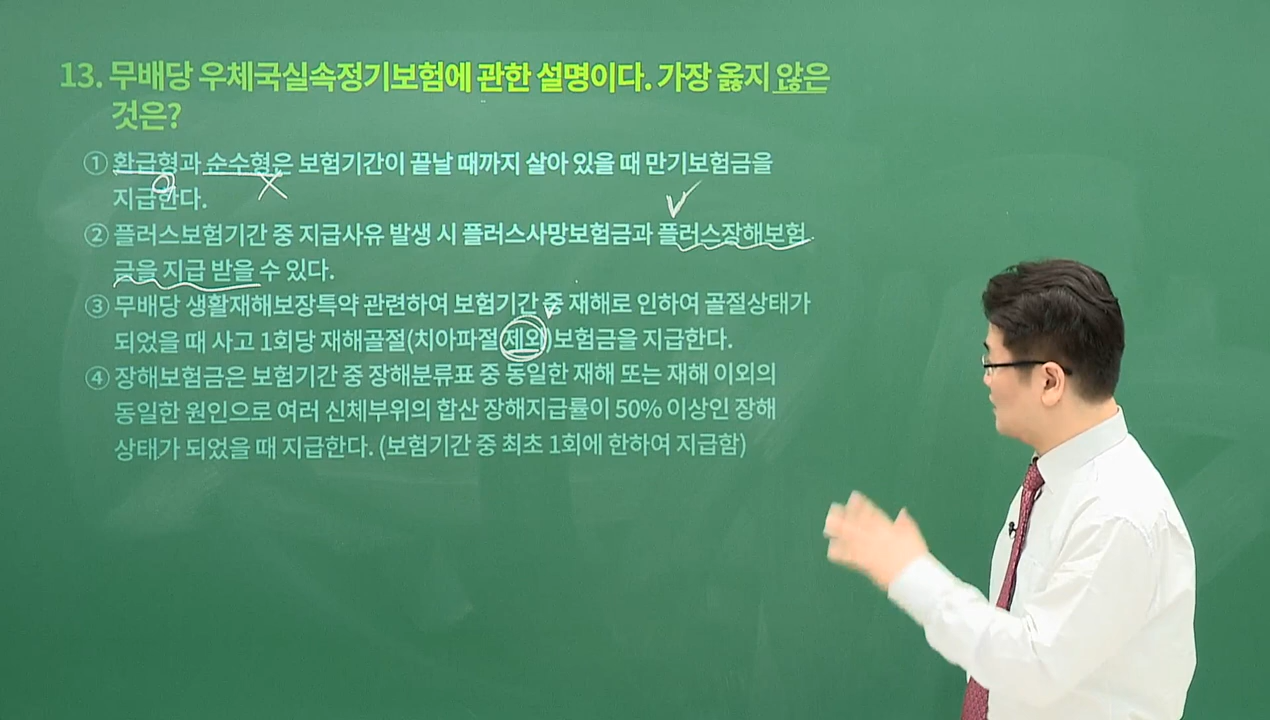 13. 무배당 우체국실속정기보험에 관한 설명이다. 가장 옳지 않은
것은?
① 환급형과 순수형은 보험기간이 끝날 때까지 살아 있을 때 만기보험금을
지급한다.
② 플러스보험기간 중 지급사유 발생 시 플러스사망보험금과 플러스장해보험
금을 지급 받을 수 있다.
③ 무배당 생활재해보장특약 관련하여 보험기간 중 재해로 인하여 골절상태가
되었을 때 사고 1회당 재해골절(치아파절 제외) 보험금을 지급한다.
④ 장해보험금은 보험기간 중 장해분류표 중 동일한 재해 또는 재해 이외의
동일한 원인으로 여러 신체부위의 합산 장해지급률이 50% 이상인 장해
상태가 되었을 때 지급한다. (보험기간 중 최초 1회에 한하여 지급함)